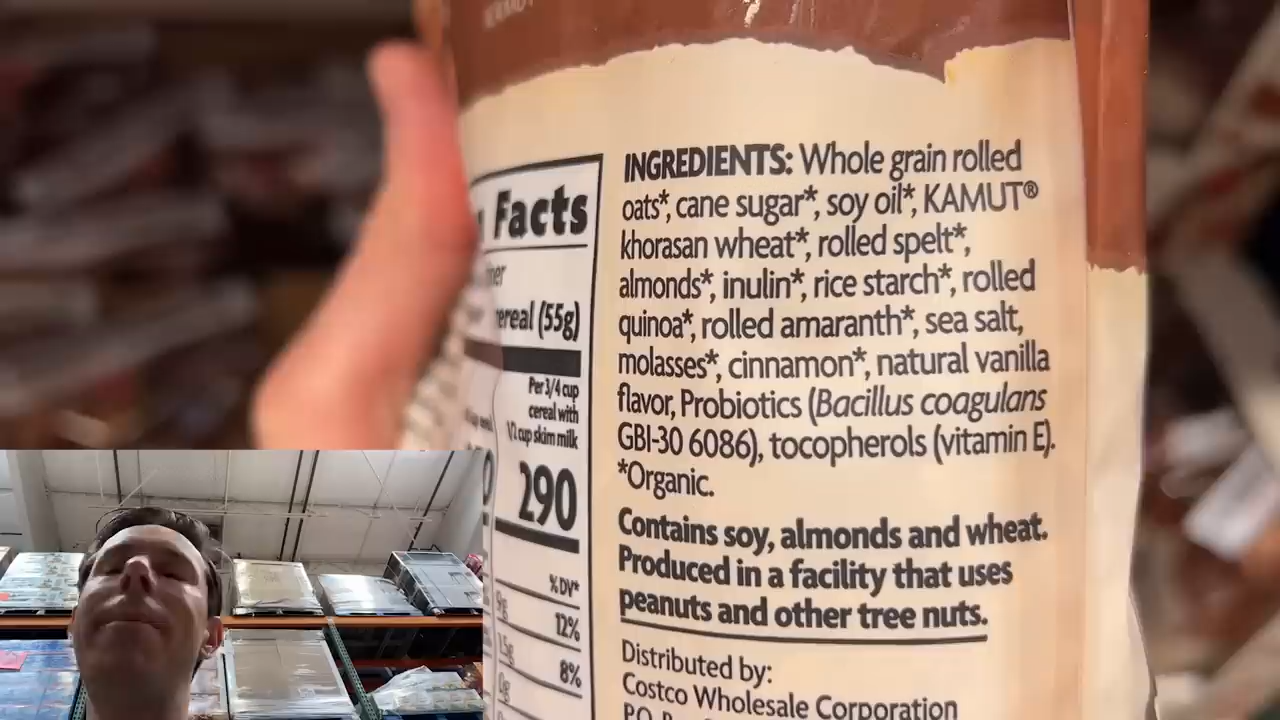 Facts
cereal (55g)
Per 3/4 cup
cereal with
1/2 cup skim milk
290
%DV*
12%
8%
INGREDIENTS: Whole grain rolled
oats*, cane sugar*, soy oil*, KAMUT®
khorasan wheat*, rolled spelt*,
almonds*, inulin*, rice starch*, rolled
quinoa*, rolled amaranth*, sea salt,
molasses*, cinnamon*, natural vanilla
flavor, Probiotics (Bacillus coagulans
GBI-30 6086), tocopherols (vitamin E).
*Organic.
Contains soy, almonds and wheat.
Produced in a facility that uses
peanuts and other tree nuts.
Distributed by:
Costco Wholesale Corporation